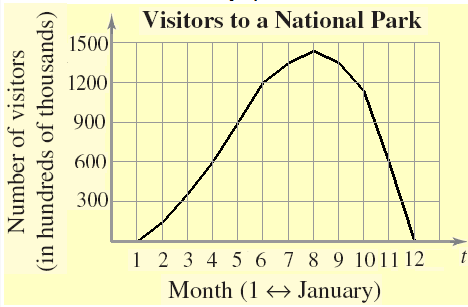 Visitors to a National Park
Number of visitors
(in hundreds of thousands)
1500
1200
900
600
300
1 2 3 4 5 6 7 8 9 10 11 12 t
Month (1 ↔ January)